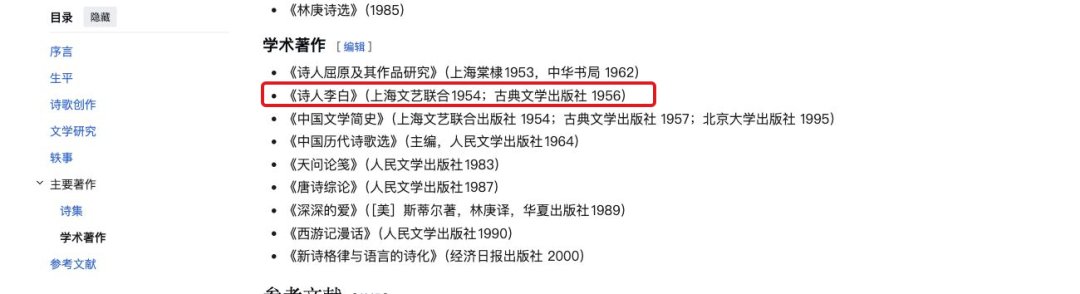 目录 隐藏
序言
生平
诗歌创作
文学研究
轶事
主要著作
诗集
学术著作
参考文献
《林庚诗选》(1985)
学术著作 [编辑]
《诗人屈原及其作品研究》(上海棠棣1953，中华书局 1962)
《诗人李白》(上海文艺联合1954；古典文学出版社 1956)
《中国文学简史》(上海文艺联合出版社 1954；古典文学出版社 1957；北京大学出版社 1995)
《中国历代诗歌选》(主编，人民文学出版社1964)
《天问论笺》(人民文学出版社1983)
《唐诗综论》(人民文学出版社1987)
《深深的爱》([美] 斯蒂尔著，林庚译，华夏出版社1989)
《西游记漫话》(人民文学出版社1990)
《新诗格律与语言的诗化》(经济日报出版社 2000)